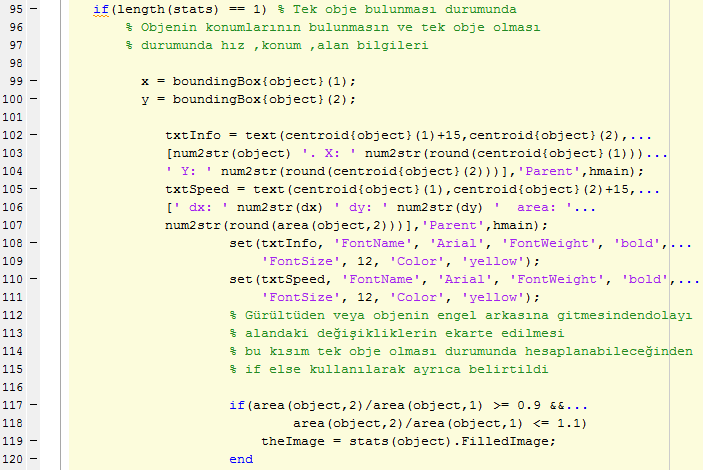 95 – if(length(stats) == 1) % Tek obje bulunması durumunda
96 % Objenin konumlarının bulunmasın ve tek obje olması
97 % durumunda hız ,konum ,alan bilgileri
98
99 – x = boundingBox{object}(1);
100 – y = boundingBox{object}(2);
101
102 – txtInfo = text(centroid{object}(1)+15,centroid{object}(2),...
103 [num2str(object) '. X: ' num2str(round(centroid{object}(1)))...
104 ' Y: ' num2str(round(centroid{object}(2)))],'Parent',hmain);
105 – txtSpeed = text(centroid{object}(1),centroid{object}(2)+15,...
106 [' dx: ' num2str(dx) ' dy: ' num2str(dy) '  area: '...
107 num2str(round(area(object,2)))],'Parent',hmain);
108 – set(txtInfo, 'FontName', 'Arial', 'FontWeight', 'bold',...
109 'FontSize', 12, 'Color', 'yellow');
110 – set(txtSpeed, 'FontName', 'Arial', 'FontWeight', 'bold',...
111 'FontSize', 12, 'Color', 'yellow');
112 % Gürültüden veya objenin engel arkasına gitmesindendolayı
113 % alandaki değişikliklerin ekarte edilmesi
114 % bu kısım tek obje olması durumunda hesaplanabileceğinden
115 % if else kullanılarak ayrıca belirtildi
116
117 – if(area(object,2)/area(object,1) >= 0.9 &&...
118 area(object,2)/area(object,1) <= 1.1)
119 – theImage = stats(object).FilledImage;
120 – end